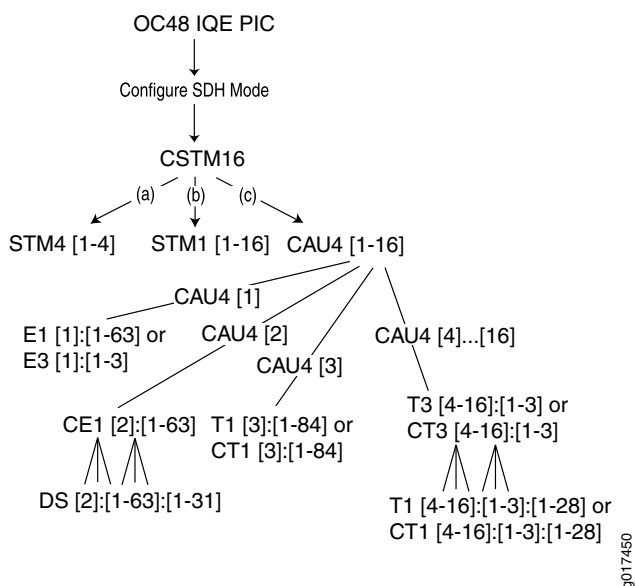 OC48 IQE PIC
Configure SDH Mode
CSTM16
(a) (b) (c)
STM4 [1-4] STM1 [1-16] CAU4 [1-16]
CAU4 [1]
E1 [1]:[1-63] or
E3 [1]:[1-3]
CAU4 [2]
CAU4 [3]
CAU4 [4]...[16]
CE1 [2]:[1-63]
T1 [3]:[1-84] or
CT1 [3]:[1-84]
T3 [4-16]:[1-3] or
CT3 [4-16]:[1-3]
DS [2]:[1-63]:[1-31]
T1 [4-16]:[1-3]:[1-28] or
CT1 [4-16]:[1-3]:[1-28]
g017450